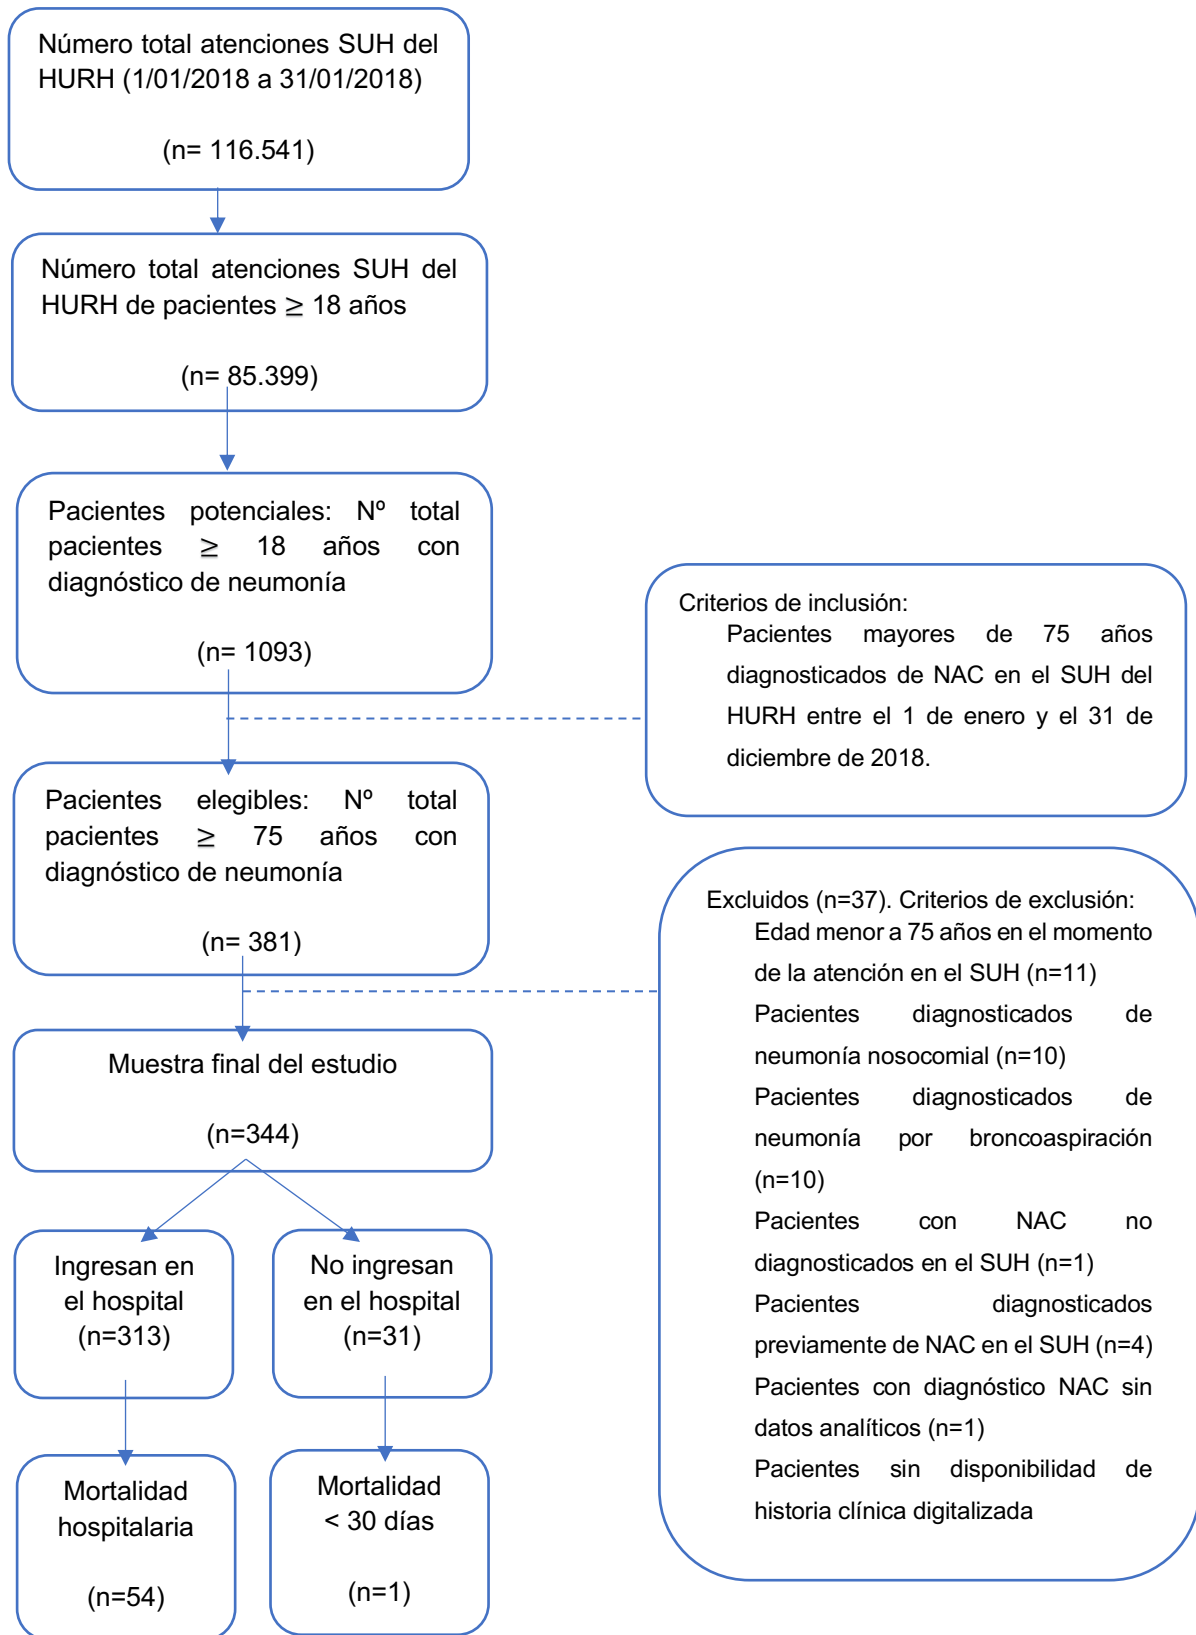 Número total atenciones SUH del
HURH (1/01/2018 a 31/01/2018)
(n= 116.541)
Número total atenciones SUH del
HURH de pacientes ≥ 18 años
(n= 85.399)
Pacientes potenciales: Nº total
pacientes ≥ 18 años con
diagnóstico de neumonía
(n= 1093)
Criterios de inclusión:
Pacientes mayores de 75 años
diagnosticados de NAC en el SUH del
HURH entre el 1 de enero y el 31 de
diciembre de 2018.
Pacientes elegibles: Nº total
pacientes ≥ 75 años con
diagnóstico de neumonía
(n= 381)
Excluidos (n=37). Criterios de exclusión:
Edad menor a 75 años en el momento
de la atención en el SUH (n=11)
Pacientes diagnosticados de
neumonía nosocomial (n=10)
Pacientes diagnosticados de
neumonía por broncoaspiración
(n=10)
Pacientes con NAC no
diagnosticados en el SUH (n=1)
Pacientes diagnosticados
previamente de NAC en el SUH (n=4)
Pacientes con diagnóstico NAC sin
datos analíticos (n=1)
Pacientes sin disponibilidad de
historia clínica digitalizada
Muestra final del estudio
(n=344)
Ingresan en
el hospital
(n=313)
No ingresan
en el hospital
(n=31)
Mortalidad
hospitalaria
(n=54)
Mortalidad
< 30 días
(n=1)